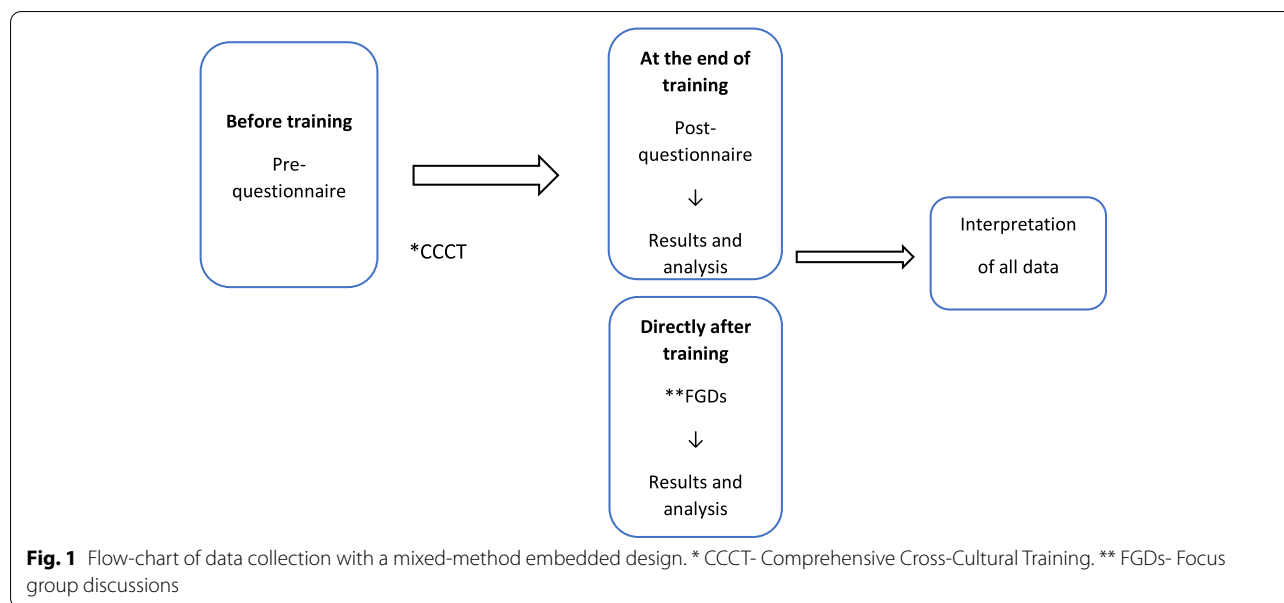 Before training
Pre-
questionnaire
*CCCT
At the end of
training
Post-
questionnaire
↓
Results and
analysis
Directly after
training
**FGDs
↓
Results and
analysis
Interpretation
of all data
Fig. 1 Flow-chart of data collection with a mixed-method embedded design. * CCCT- Comprehensive Cross-Cultural Training. ** FGDs- Focus
group discussions